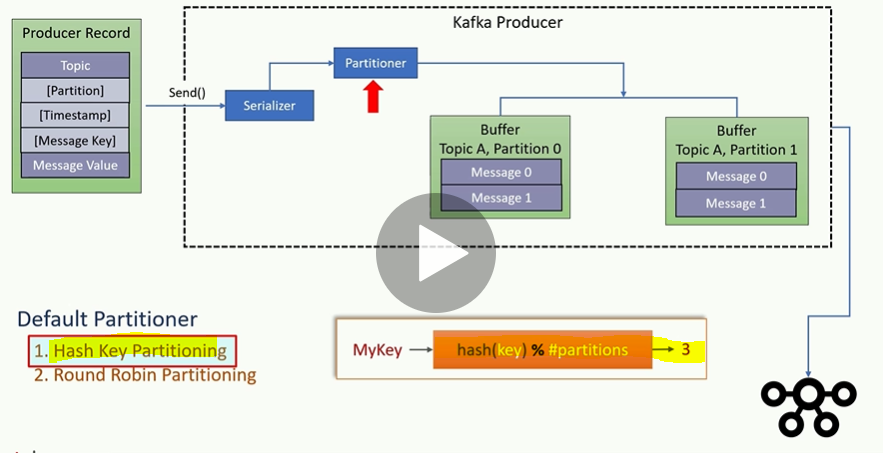 Producer Record
Topic
[Partition]
[Timestamp]
[Message Key]
Message Value
Send()
Kafka Producer
Serializer
Partitioner
Buffer
Topic A, Partition 0
Message 0
Message 1
Buffer
Topic A, Partition 1
Message 0
Message 1
Default Partitioner
1. Hash Key Partitioning
2. Round Robin Partitioning
MyKey
hash(key) % #partitions
3